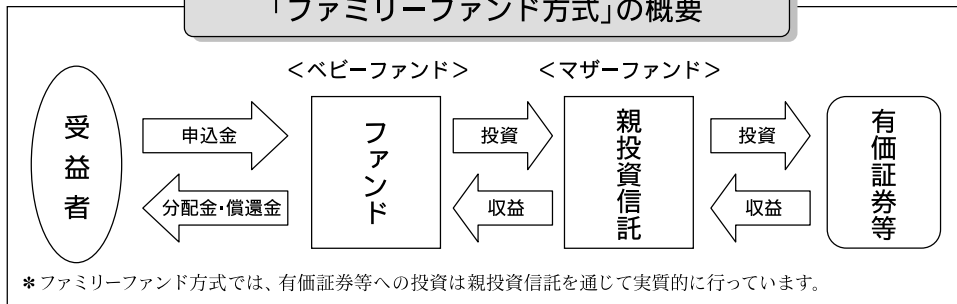 「ファミリーファンド方式」の概要
＜ベビーファンド＞
＜マザーファンド＞
受益者
申込金
分配金・償還金
ファンド
投資
収益
親投資信託
投資
収益
有価証券等
＊ファミリーファンド方式では、有価証券等への投資は親投資信託を通じて実質的に行っています。